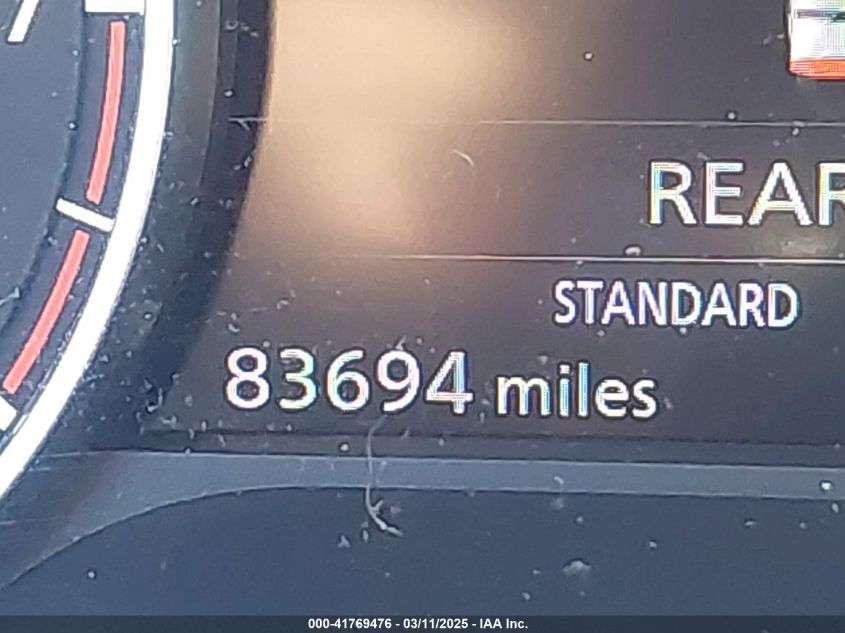 REAR
STANDARD
83694 miles
000-41769476 - 03/11/2025 - IAA Inc.